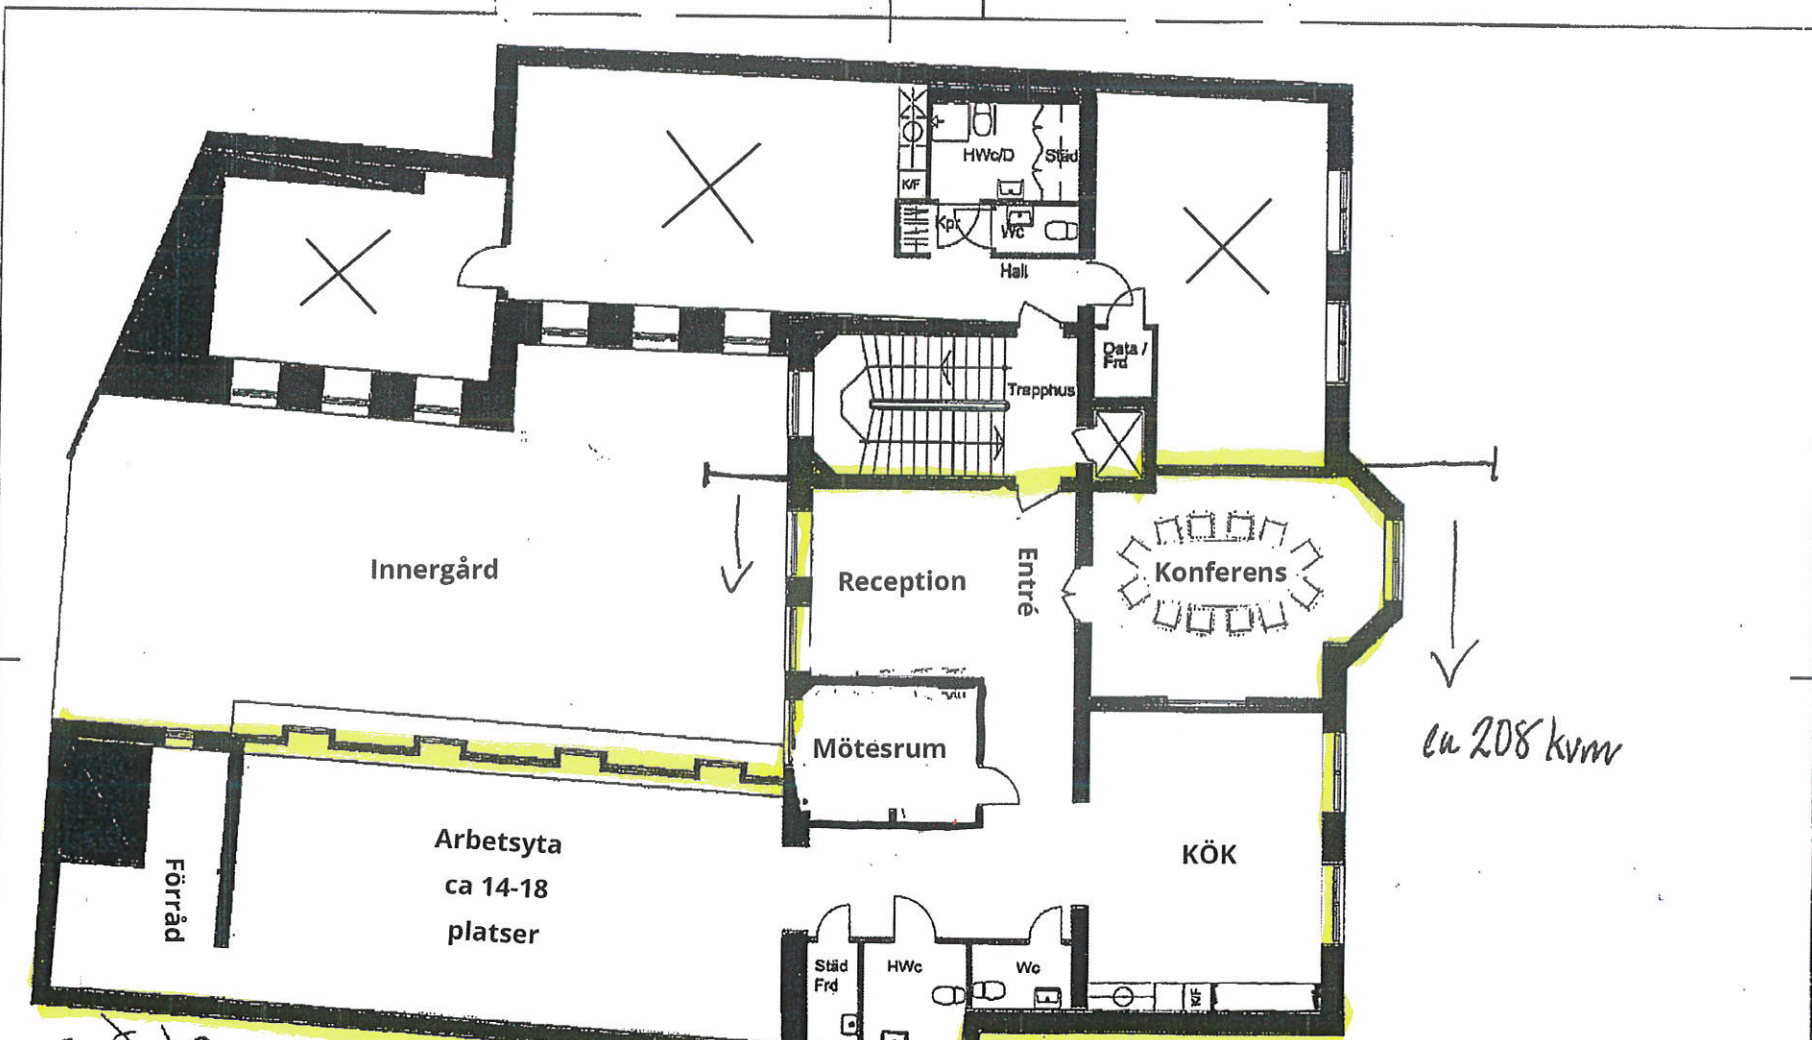 HWc/D
Städ
K/F
Kpr
Wc
Hall
Data /
Frd
Trapphus
Innergård
Reception
Entré
Konferens
Mötesrum
ca 208 kvm
Arbetsyta
ca 14-18
platser
KÖK
Förråd
Städ
Frd
HWc
Wc
K/F